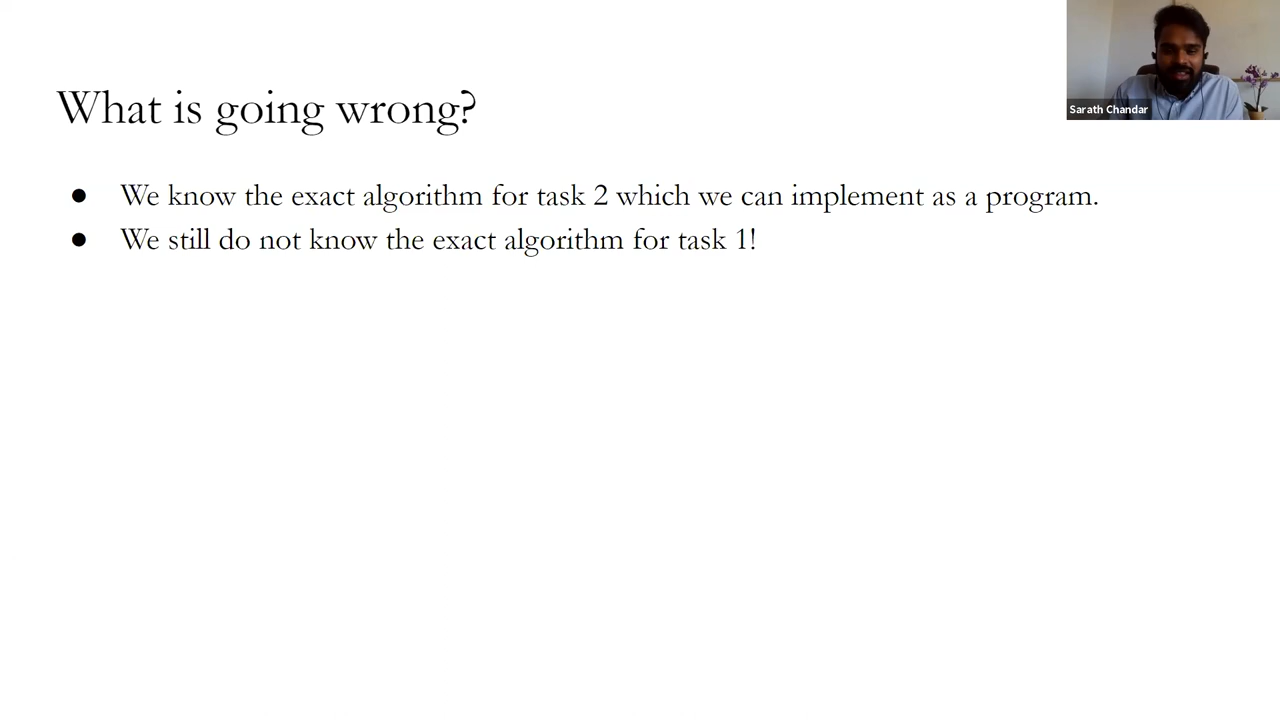 Sarath Chandar
What is going wrong?
● We know the exact algorithm for task 2 which we can implement as a program.
● We still do not know the exact algorithm for task 1!